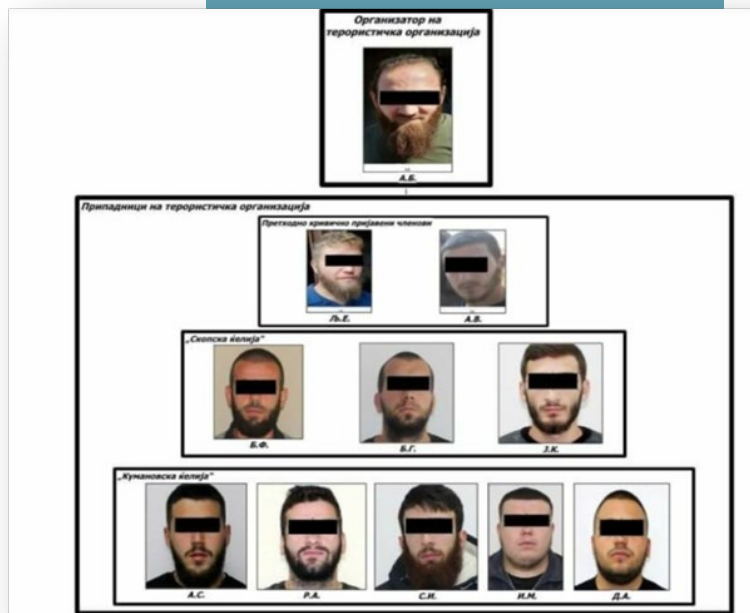 Организатор на
терористичка организација
А.Б.
Припадници на терористичка организација
Претходно кривично пријавени членови
Љ.Е.
А.В.
„Скопска ќелија"
Б.Ф.
Б.Г.
Ј.К.
„Кумановска ќелија"
А.С.
Р.А.
С.И.
И.М.
Д.А.